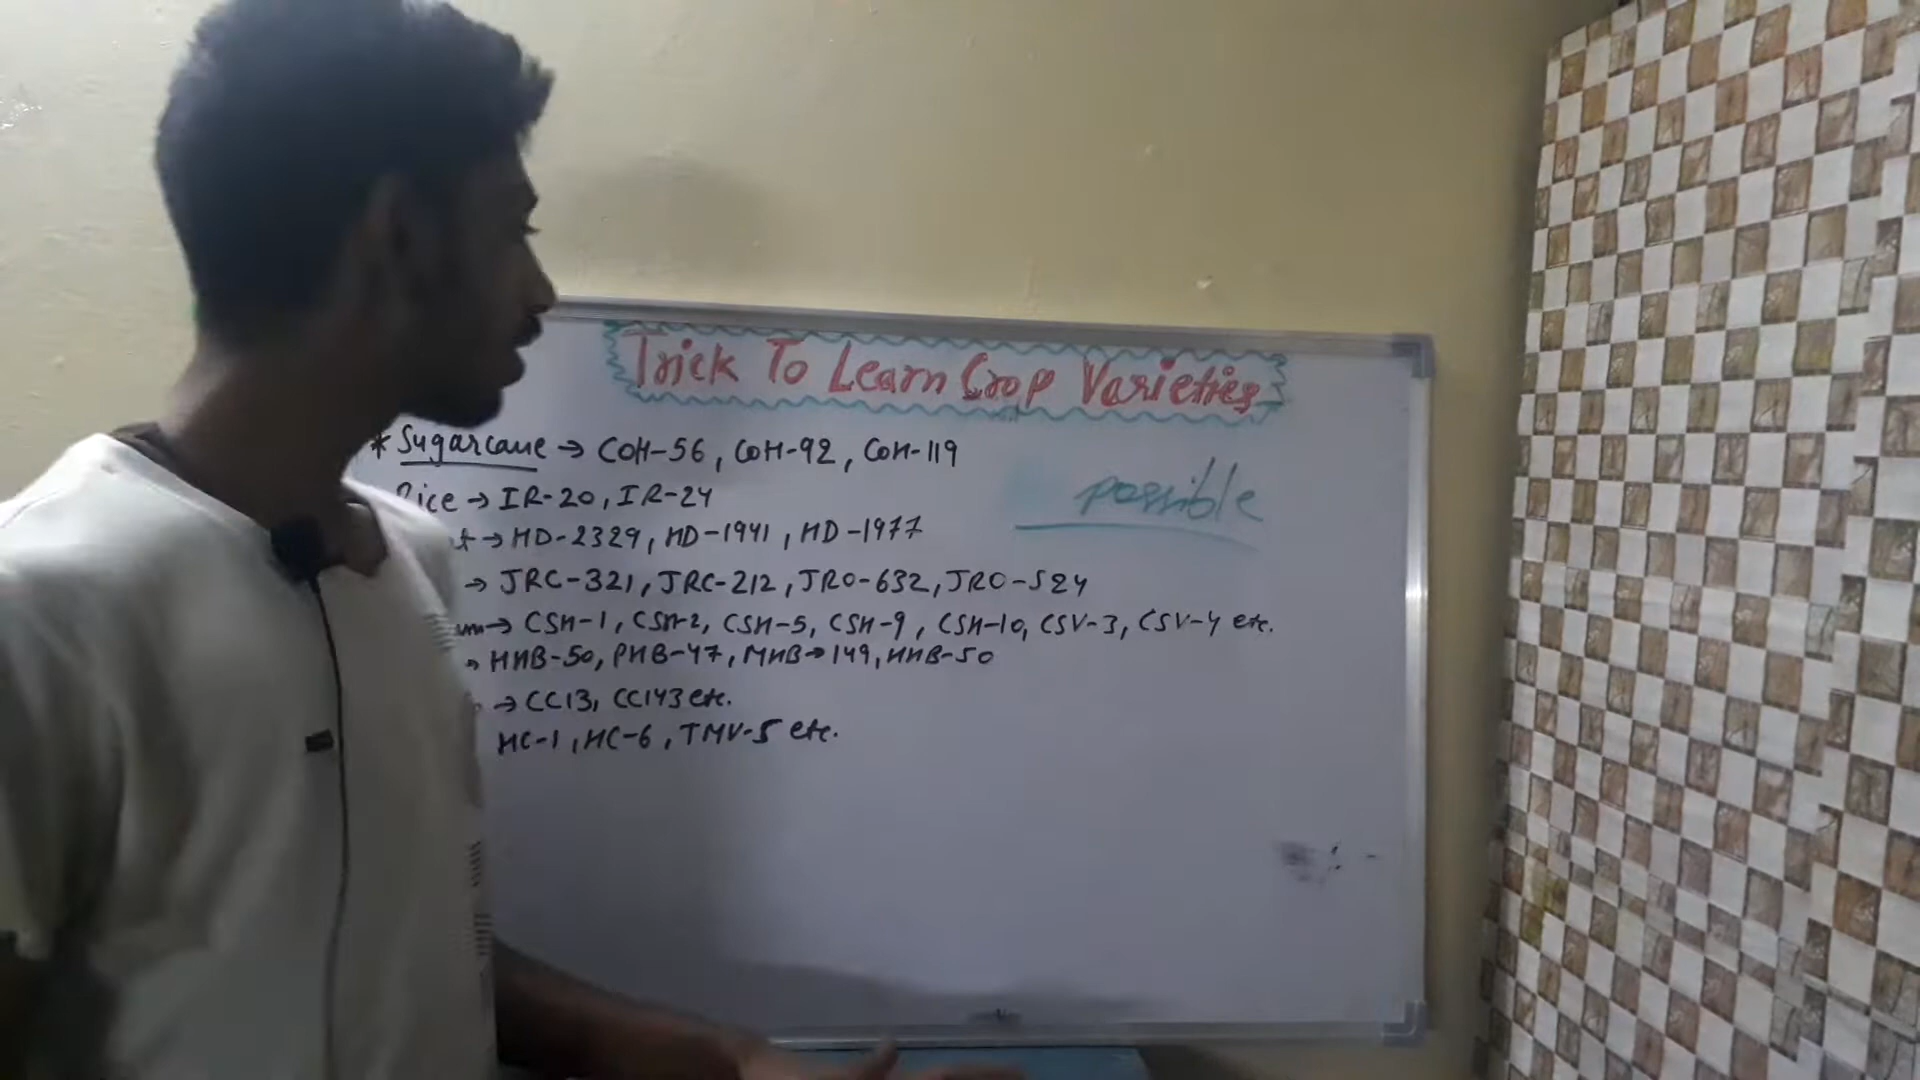 Trick To Learn Crop Varieties
* Sugarcane → COH-56, COH-92, COH-119
possible
Rice → IR-20, IR-24
→ HD-2329, HD-1941, HD-1977
→ JRC-321, JRC-212, JRO-632, JRO-524
→ CSH-1, CSH-2, CSH-5, CSH-9, CSH-10, CSV-3, CSV-4 etc.
→ HHB-50, PHB-47, MHB→149, HHB-50
→ CC13, CC143 etc.
HC-1, HC-6, TMV-5 etc.